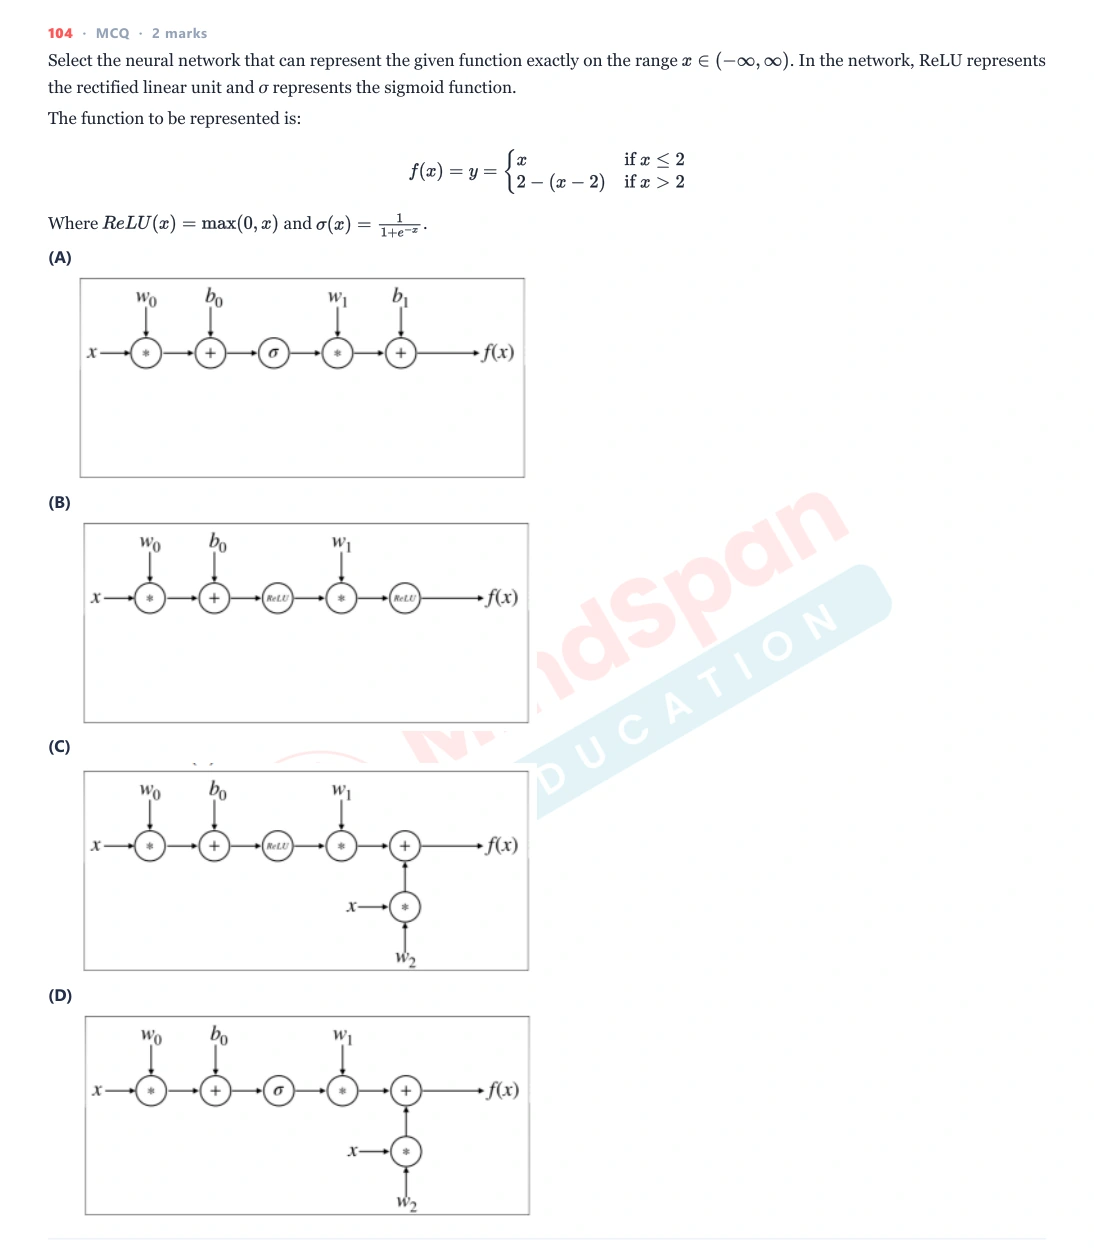 104 · MCQ · 2 marks
Select the neural network that can represent the given function exactly on the range x ∈ (−∞, ∞). In the network, ReLU represents
the rectified linear unit and σ represents the sigmoid function.
The function to be represented is:
f(x) = y = { x if x ≤ 2
2 − (x − 2) if x > 2
Where ReLU(x) = max(0, x) and σ(x) = 1/(1+e^−x).
(A)
w₀ b₀ w₁ b₁
x * + σ * + f(x)
(B)
w₀ b₀ w₁
x * + ReLU * ReLU f(x)
(C)
w₀ b₀ w₁
x * + ReLU * + f(x)
x *
w₂
(D)
w₀ b₀ w₁
x * + σ * + f(x)
x *
w₂